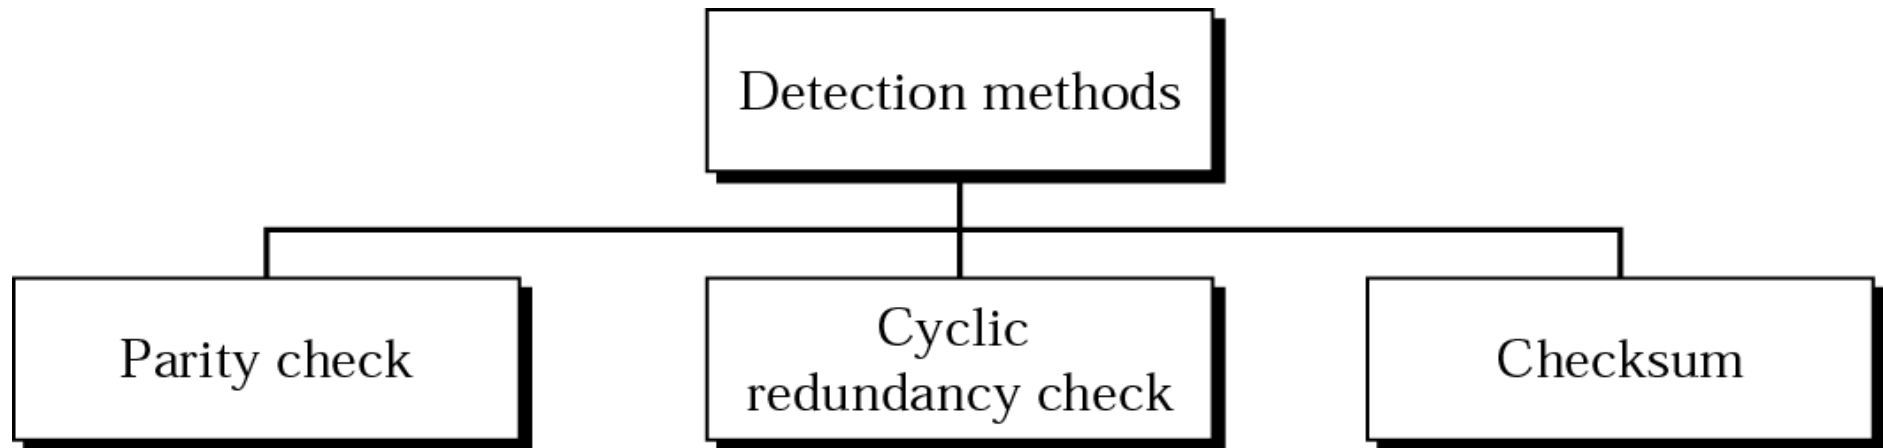 Detection methods
Parity check
Cyclic
redundancy check
Checksum